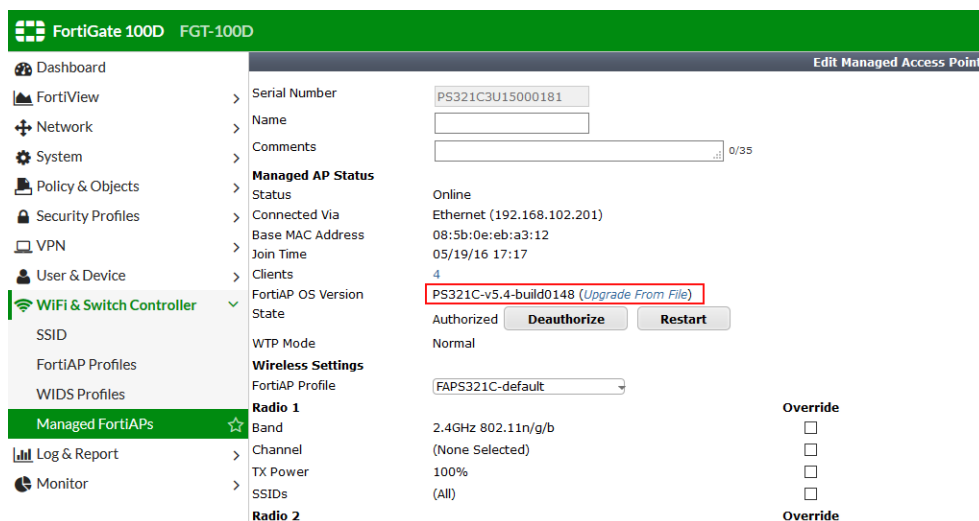 FortiGate 100D FGT-100D
Edit Managed Access Point
Dashboard
FortiView
Network
System
Policy & Objects
Security Profiles
VPN
User & Device
WiFi & Switch Controller
SSID
FortiAP Profiles
WIDS Profiles
Managed FortiAPs
Log & Report
Monitor
Serial Number PS321C3U15000181
Name
Comments 0/35
Managed AP Status
Status Online
Connected Via Ethernet (192.168.102.201)
Base MAC Address 08:5b:0e:eb:a3:12
Join Time 05/19/16 17:17
Clients 4
FortiAP OS Version PS321C-v5.4-build0148 (Upgrade From File)
State Authorized Deauthorize Restart
WTP Mode Normal
Wireless Settings
FortiAP Profile FAPS321C-default
Radio 1 Override
Band 2.4GHz 802.11n/g/b
Channel (None Selected)
TX Power 100%
SSIDs (All)
Radio 2 Override